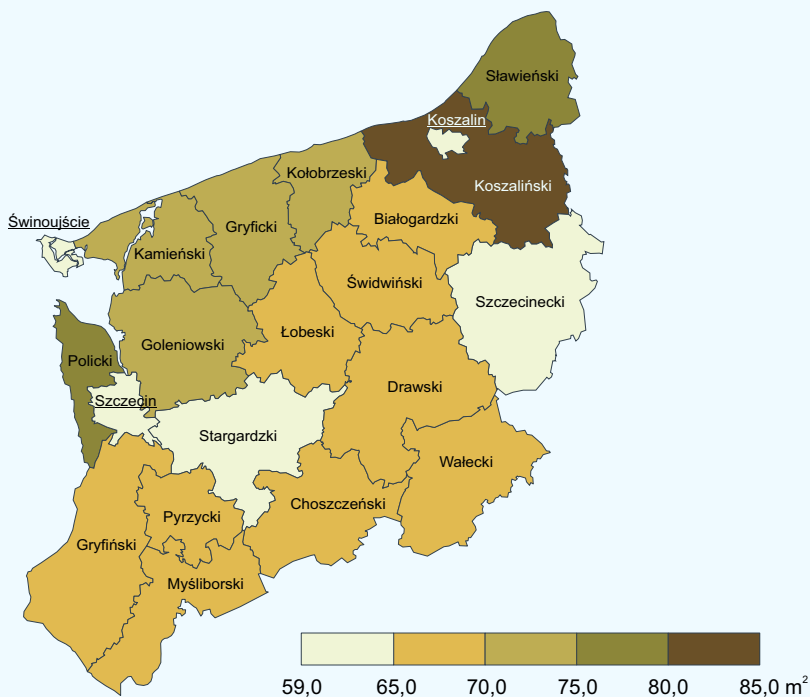 Sławieński
Koszalin
Kołobrzeski
Koszaliński
Białogardzki
Świnoujście
Gryficki
Kamieński
Świdwiński
Szczecinecki
Łobeski
Goleniowski
Policki
Drawski
Szczecin
Stargardzki
Wałecki
Choszczeński
Pyrzycki
Gryfiński
Myśliborski
59,0 65,0 70,0 75,0 80,0 85,0 m²